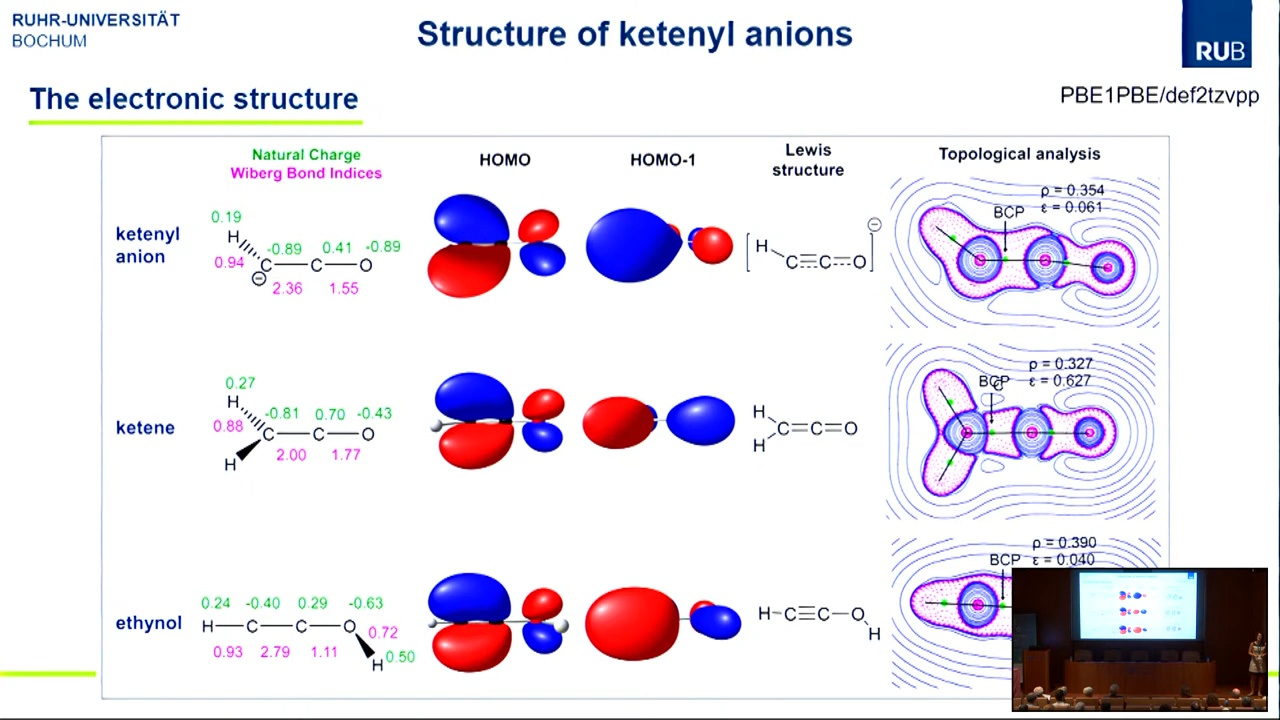 RUHR-UNIVERSITÄT
BOCHUM
Structure of ketenyl anions
RUB
The electronic structure
PBE1PBE/def2tzvpp
Natural Charge
Wiberg Bond Indices
HOMO
HOMO-1
Lewis
structure
Topological analysis
ketenyl
anion
0.19
H
-0.89 0.41 -0.89
0.94
C C O
⊖
2.36 1.55
⊖
H
C C O
ρ = 0.354
ε = 0.061
BCP
ketene
0.27
H
-0.81 0.70 -0.43
0.88
C C O
H
2.00 1.77
H
C C O
H
ρ = 0.327
ε = 0.627
BCP
ethynol
0.24 -0.40 0.29 -0.63
H C C O
0.72
0.93 2.79 1.11
H 0.50
H C C O
H
ρ = 0.390
ε = 0.040
BCP